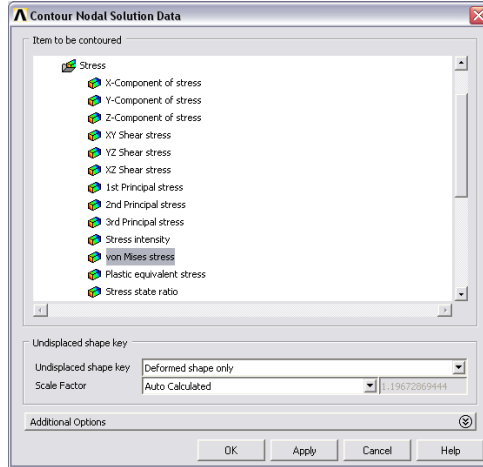 Contour Nodal Solution Data
Item to be contoured
Stress
X-Component of stress
Y-Component of stress
Z-Component of stress
XY Shear stress
YZ Shear stress
XZ Shear stress
1st Principal stress
2nd Principal stress
3rd Principal stress
Stress intensity
von Mises stress
Plastic equivalent stress
Stress state ratio
Undisplaced shape key
Undisplaced shape key Deformed shape only
Scale Factor Auto Calculated 1.19672869444
Additional Options
OK Apply Cancel Help